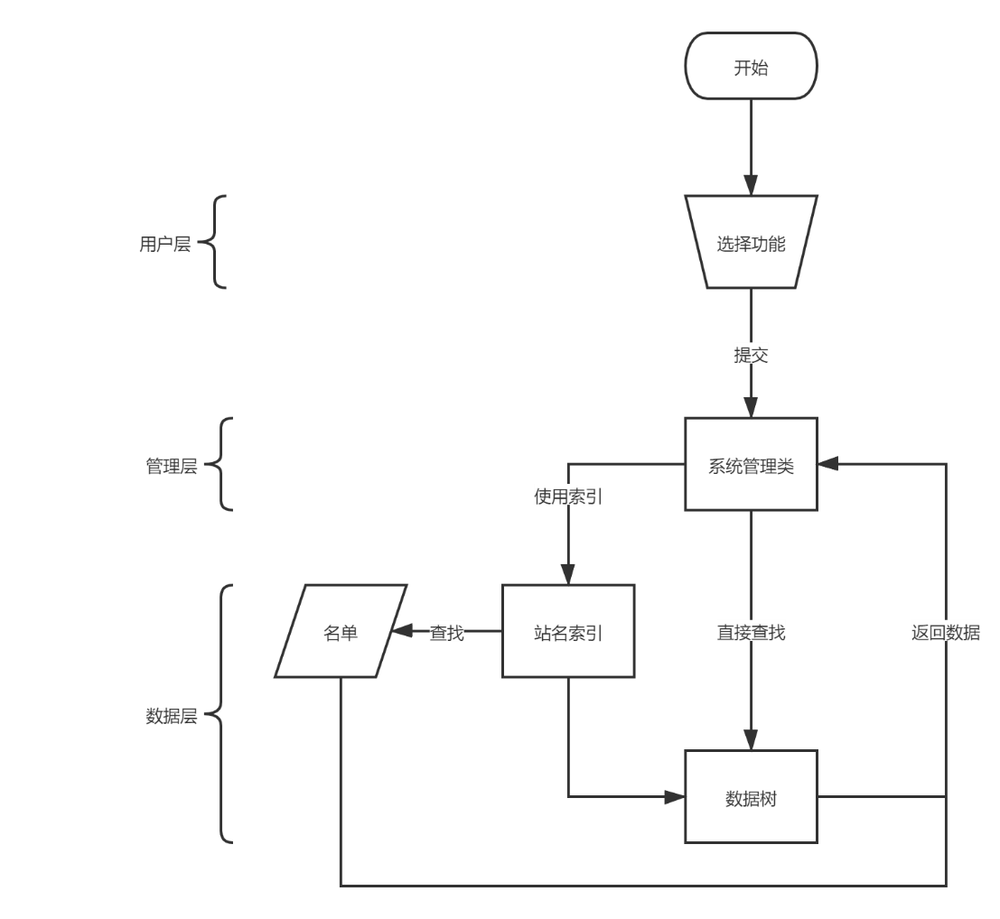 开始
用户层
选择功能
提交
管理层
系统管理类
使用索引
名单
查找
站名索引
直接查找
返回数据
数据层
数据树